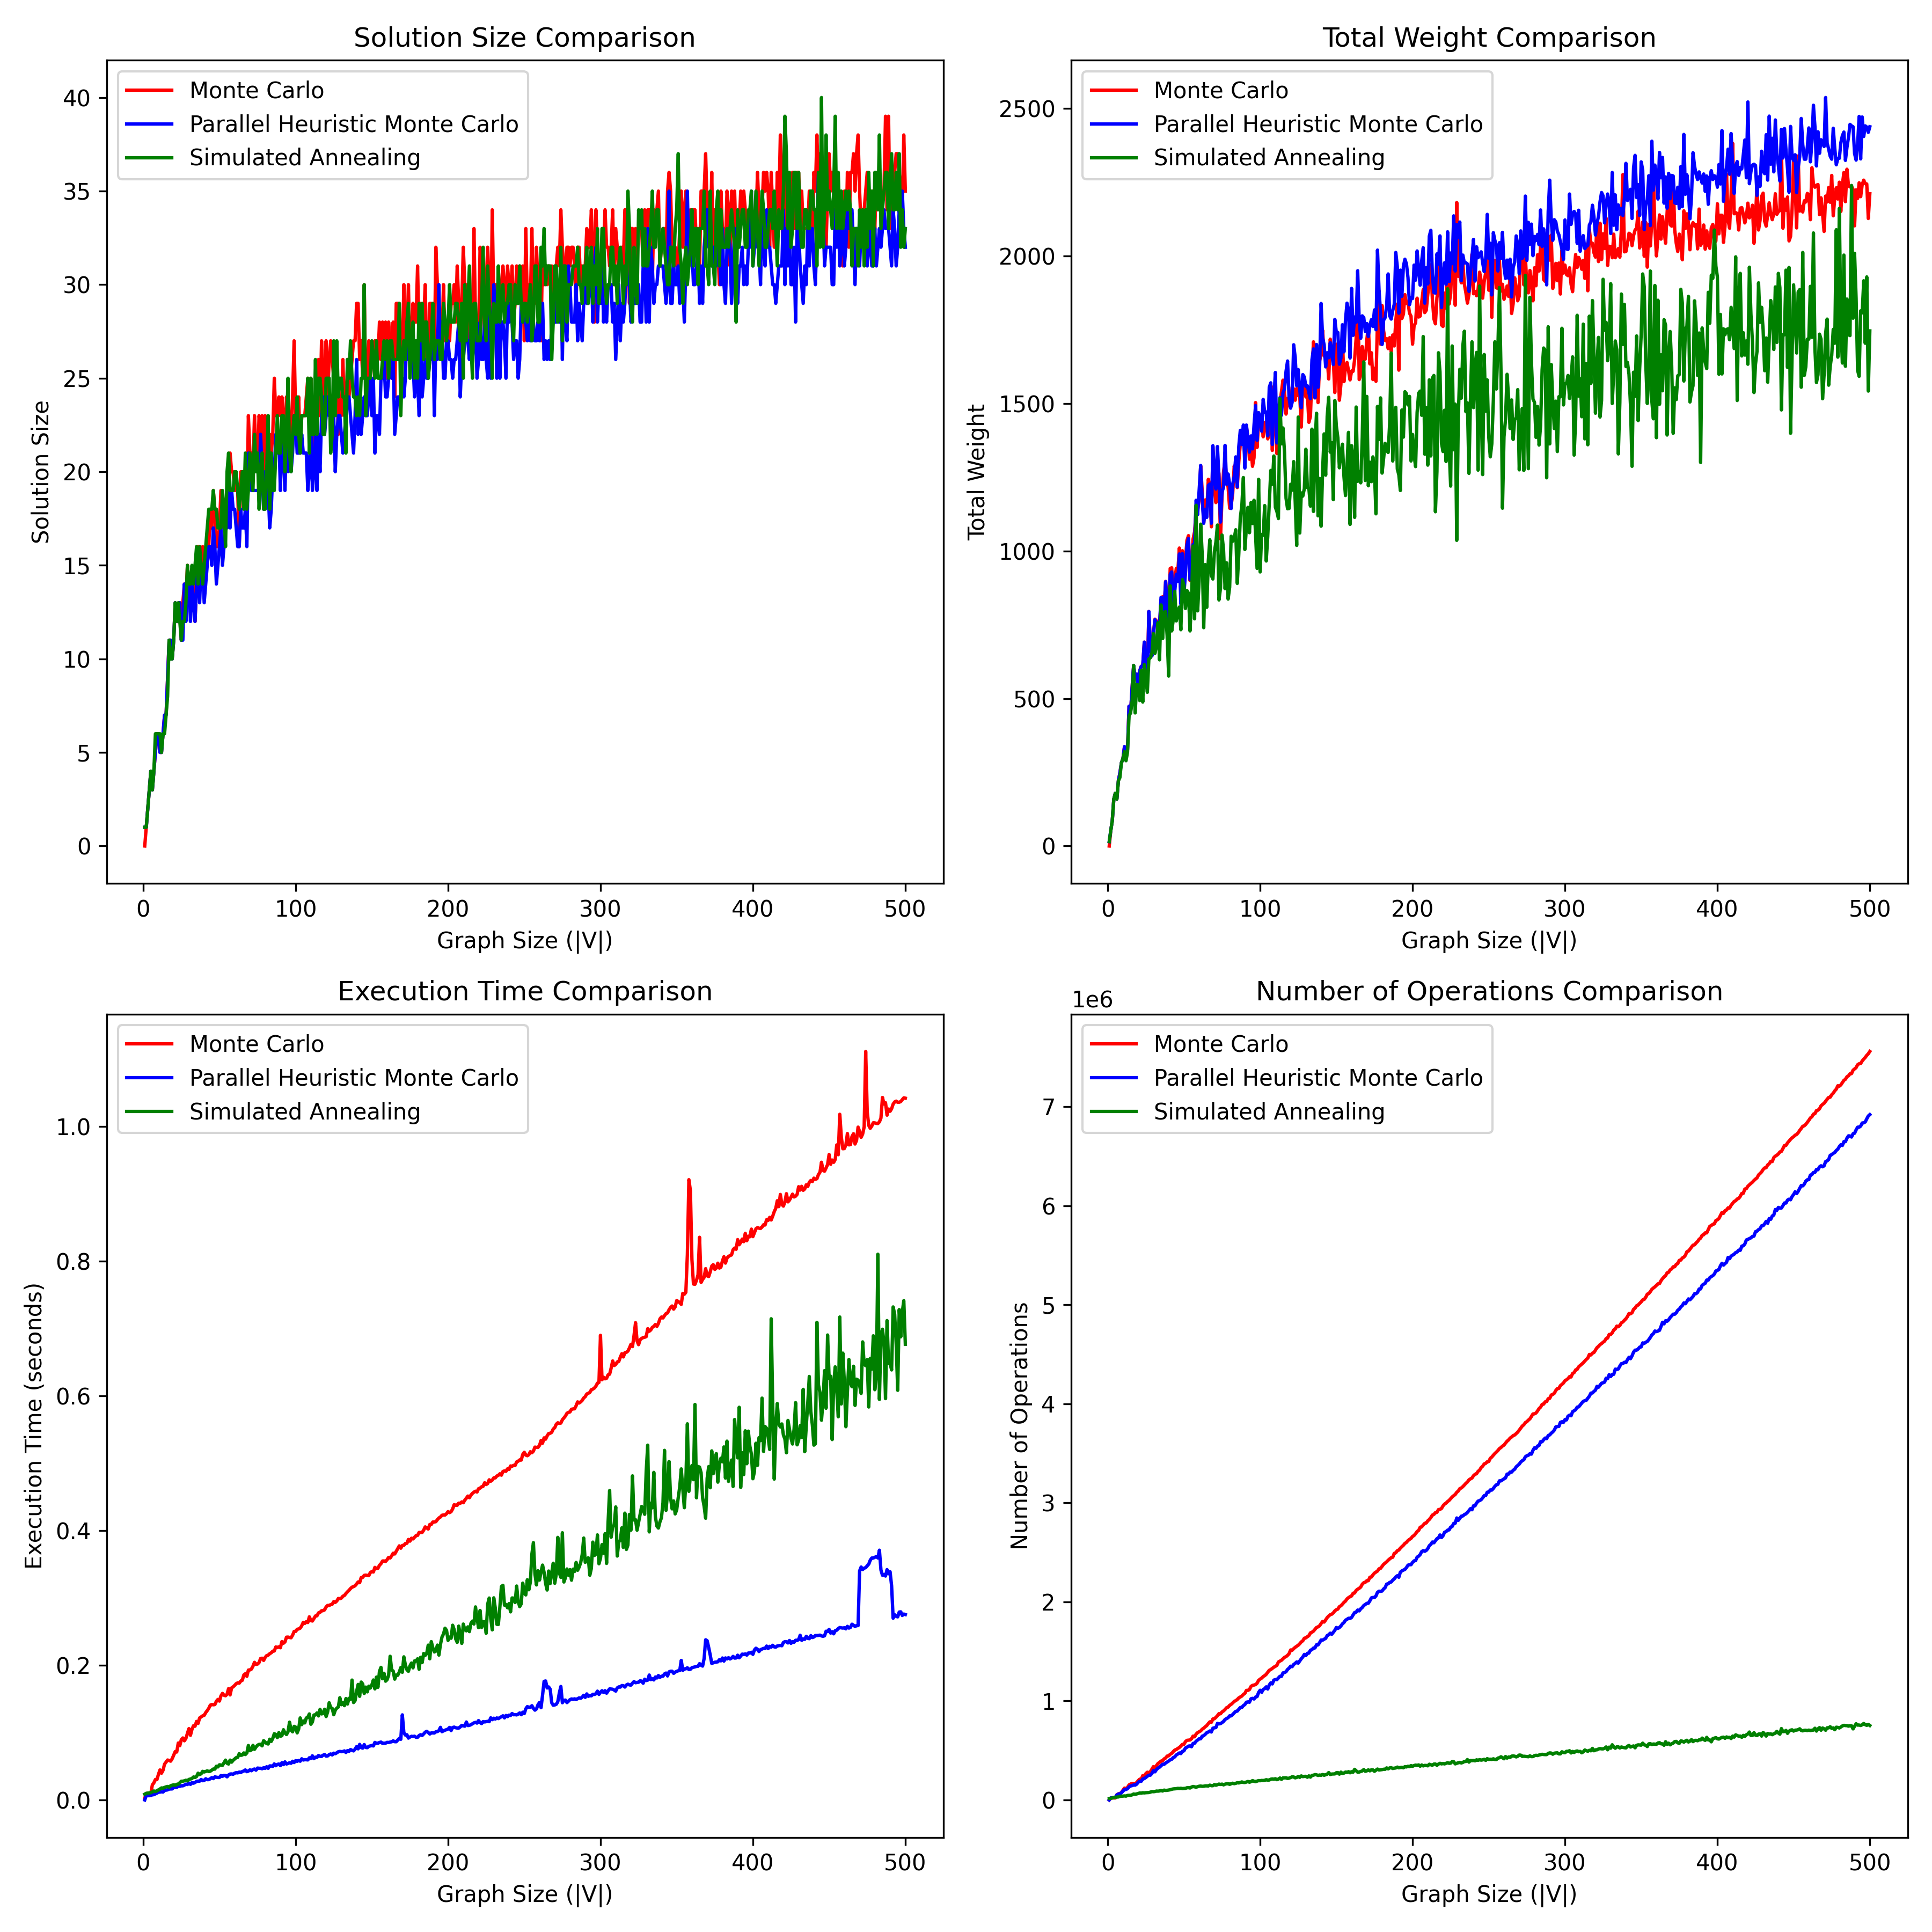 Solution Size Comparison
Monte Carlo
Parallel Heuristic Monte Carlo
Simulated Annealing
40
35
30
25
20
15
10
5
0
Solution Size
0 100 200 300 400 500
Graph Size (|V|)
Total Weight Comparison
Monte Carlo
Parallel Heuristic Monte Carlo
Simulated Annealing
2500
2000
1500
1000
500
0
Total Weight
0 100 200 300 400 500
Graph Size (|V|)
Execution Time Comparison
Monte Carlo
Parallel Heuristic Monte Carlo
Simulated Annealing
1.0
0.8
0.6
0.4
0.2
0.0
Execution Time (seconds)
0 100 200 300 400 500
Graph Size (|V|)
Number of Operations Comparison
1e6
Monte Carlo
Parallel Heuristic Monte Carlo
Simulated Annealing
7
6
5
4
3
2
1
0
Number of Operations
0 100 200 300 400 500
Graph Size (|V|)